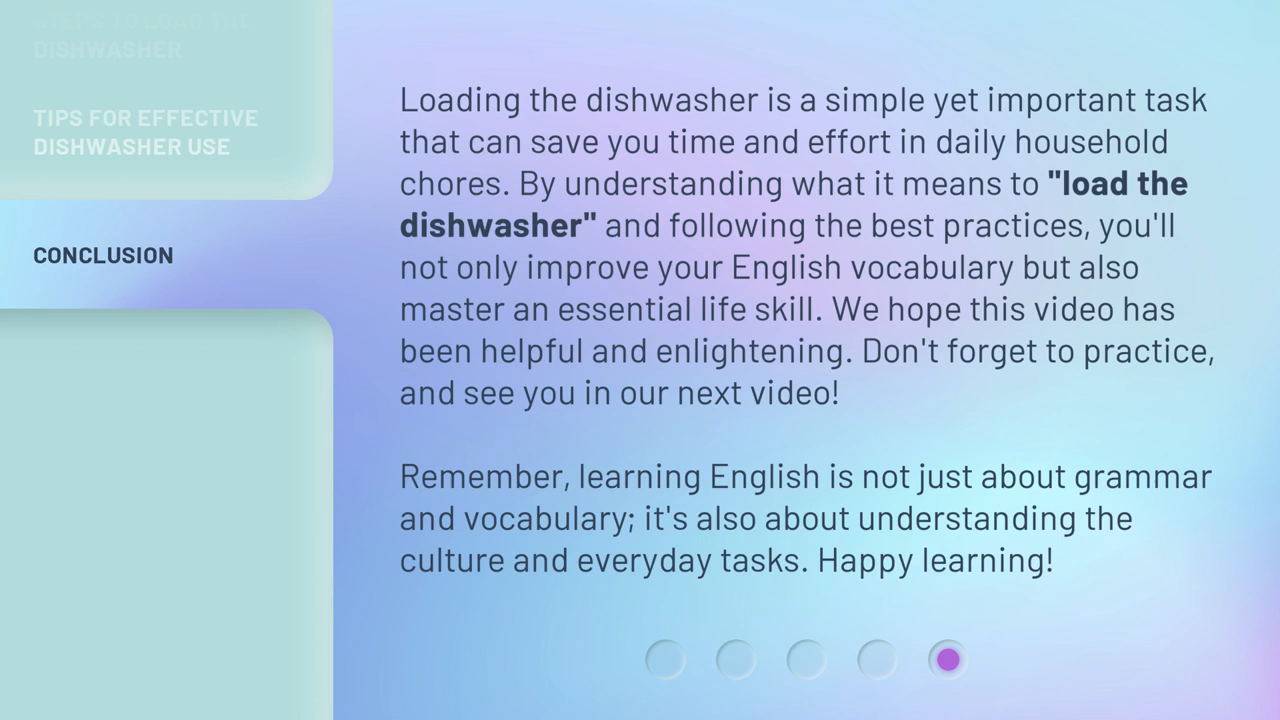 STEPS TO LOAD THE
DISHWASHER
TIPS FOR EFFECTIVE
DISHWASHER USE
CONCLUSION
Loading the dishwasher is a simple yet important task
that can save you time and effort in daily household
chores. By understanding what it means to "load the
dishwasher" and following the best practices, you'll
not only improve your English vocabulary but also
master an essential life skill. We hope this video has
been helpful and enlightening. Don't forget to practice,
and see you in our next video!
Remember, learning English is not just about grammar
and vocabulary; it's also about understanding the
culture and everyday tasks. Happy learning!